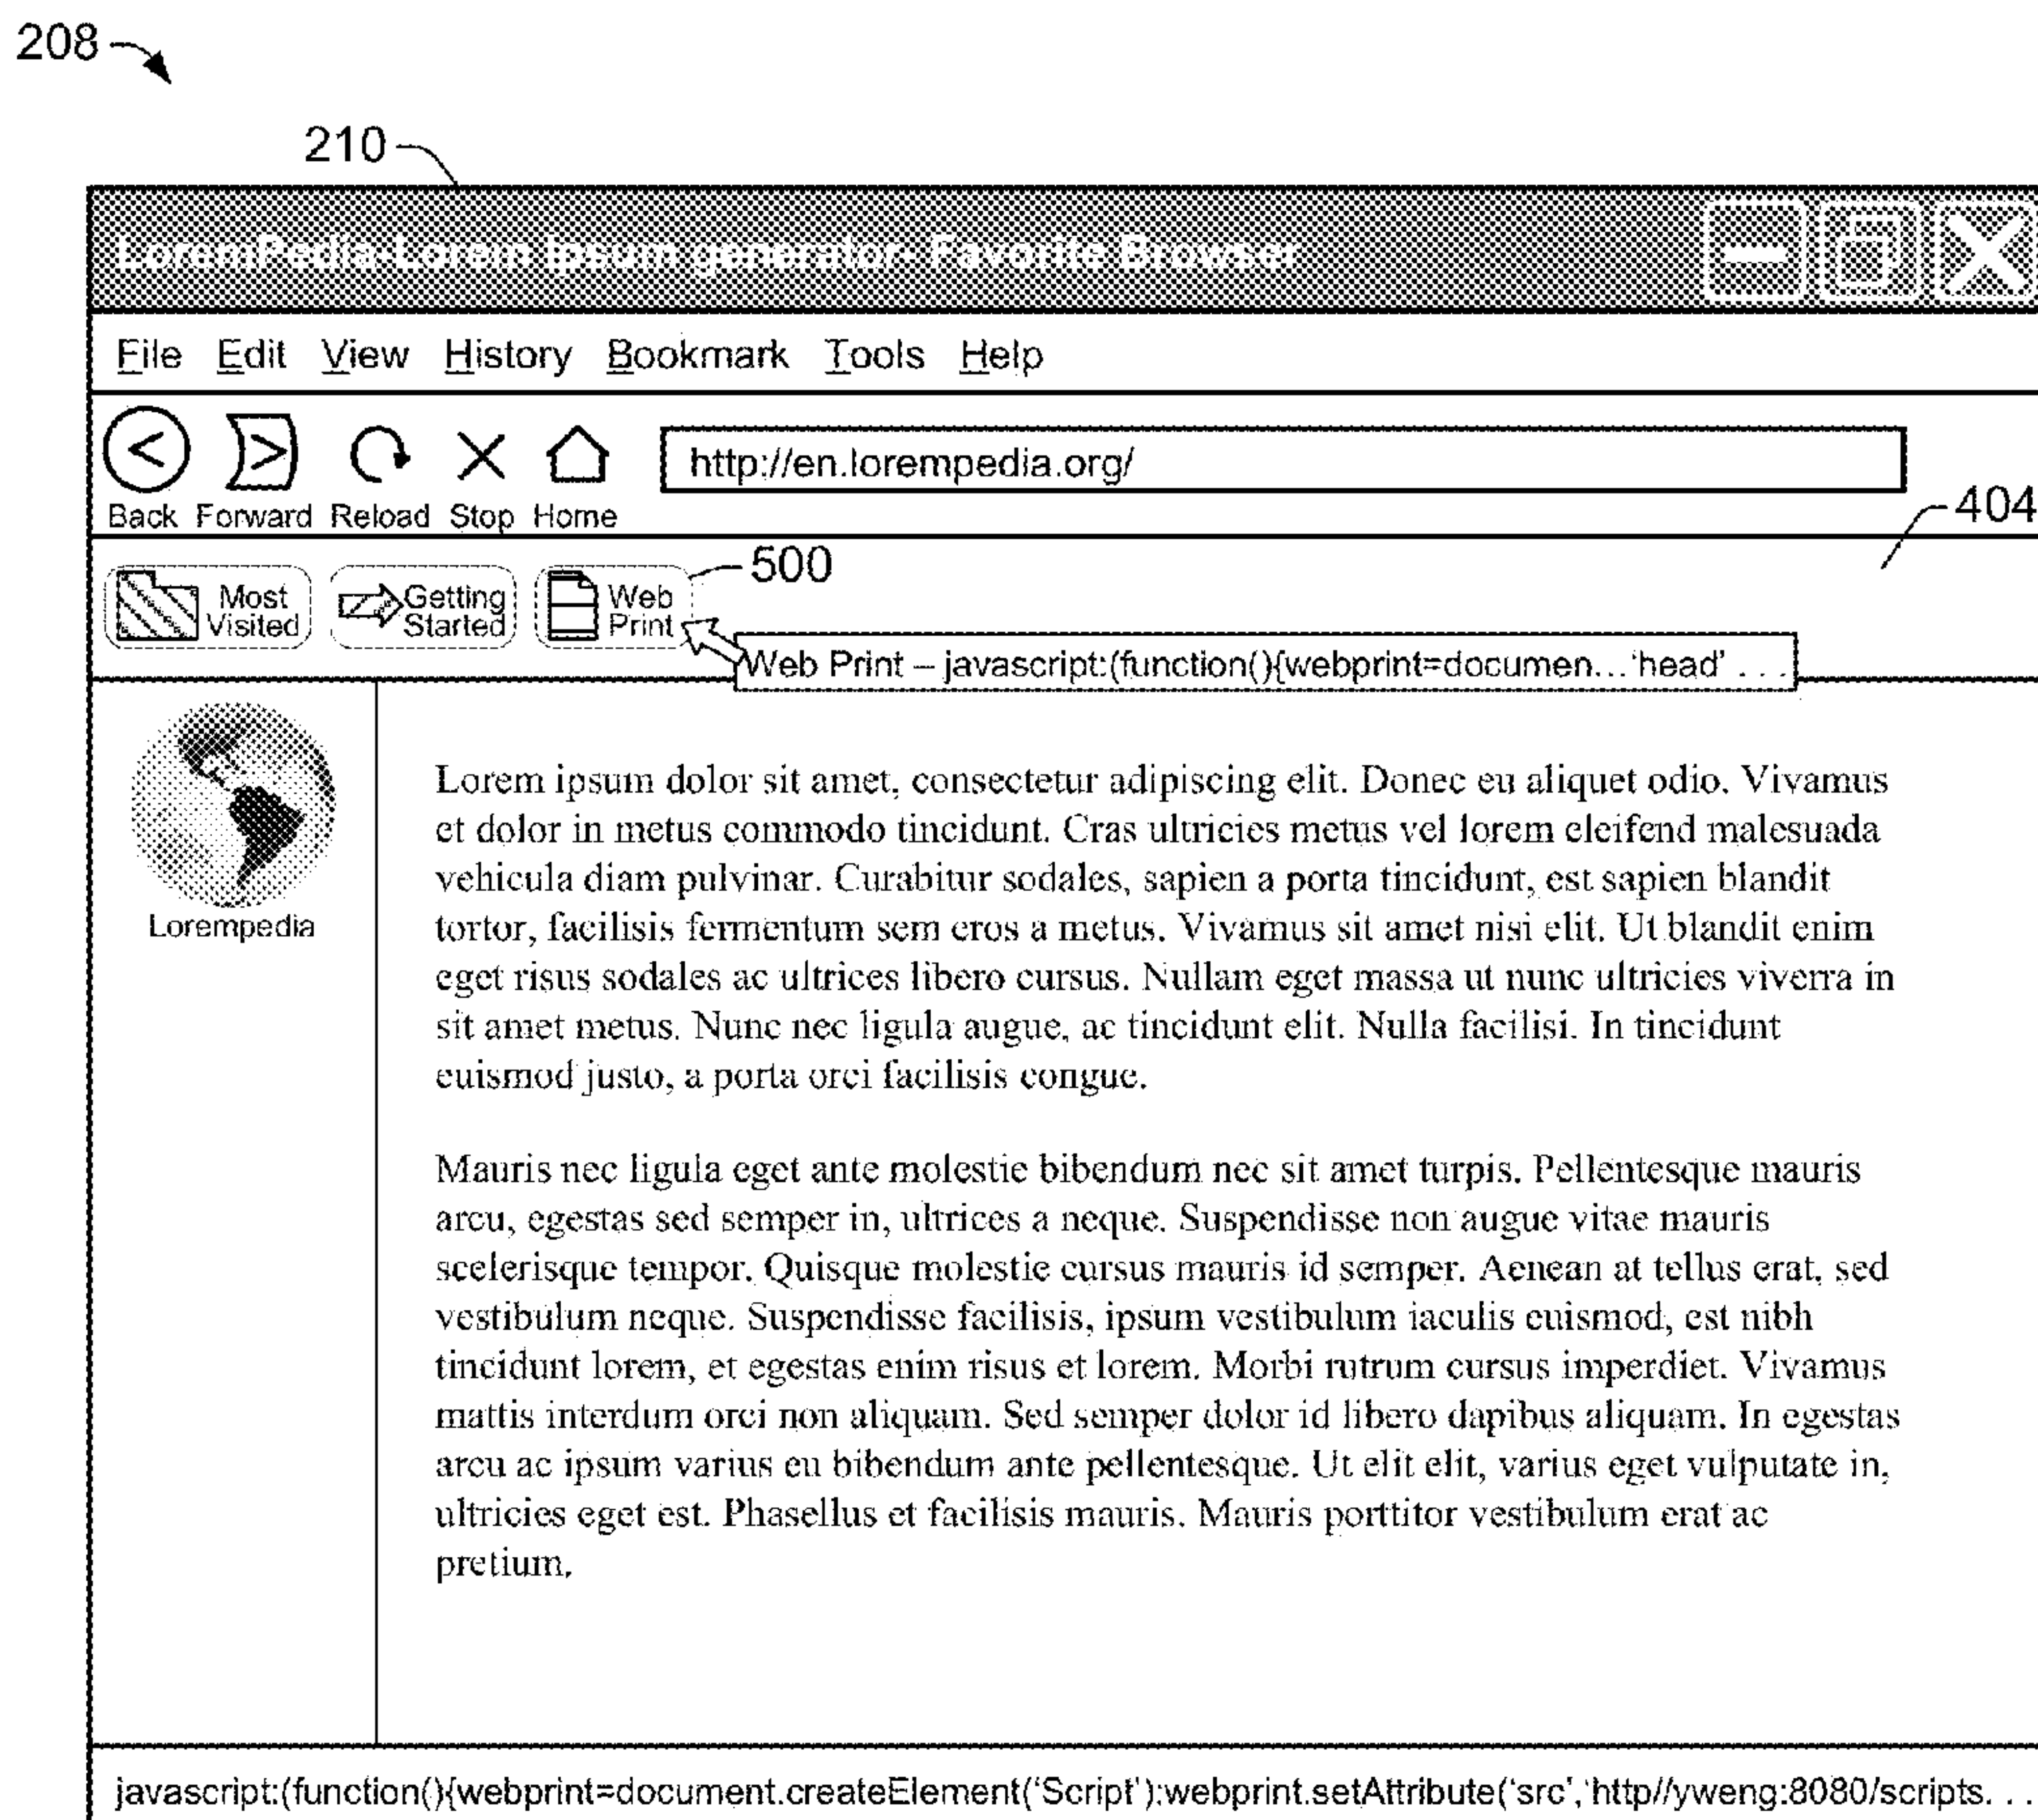 208
210
LoremPedia-Lorem Ipsum generator- Favorite Browser
File Edit View History Bookmark Tools Help
http://en.lorempedia.org/
Back Forward Reload Stop Home
404
500
Most Visited
Getting Started
Web Print
Web Print – javascript:(function(){webprint=documen...‘head’ . . .
Lorempedia
Lorem ipsum dolor sit amet, consectetur adipiscing elit. Donec eu aliquet odio. Vivamus
et dolor in metus commodo tincidunt. Cras ultricies metus vel lorem eleifend malesuada
vehicula diam pulvinar. Curabitur sodales, sapien a porta tincidunt, est sapien blandit
tortor, facilisis fermentum sem eros a metus. Vivamus sit amet nisi elit. Ut blandit enim
eget risus sodales ac ultrices libero cursus. Nullam eget massa ut nunc ultricies viverra in
sit amet metus. Nunc nec ligula augue, ac tincidunt elit. Nulla facilisi. In tincidunt
euismod justo, a porta orci facilisis congue.
Mauris nec ligula eget ante molestie bibendum nec sit amet turpis. Pellentesque mauris
arcu, egestas sed semper in, ultrices a neque. Suspendisse non augue vitae mauris
scelerisque tempor. Quisque molestie cursus mauris id semper. Aenean at tellus erat, sed
vestibulum neque. Suspendisse facilisis, ipsum vestibulum iaculis euismod, est nibh
tincidunt lorem, et egestas enim risus et lorem. Morbi rutrum cursus imperdiet. Vivamus
mattis interdum orci non aliquam. Sed semper dolor id libero dapibus aliquam. In egestas
arcu ac ipsum varius eu bibendum ante pellentesque. Ut elit elit, varius eget vulputate in,
ultricies eget est. Phasellus et facilisis mauris. Mauris porttitor vestibulum erat ac
pretium.
javascript:(function(){webprint=document.createElement(‘Script’);webprint.setAttribute(‘src’,‘http//yweng:8080/scripts. . .